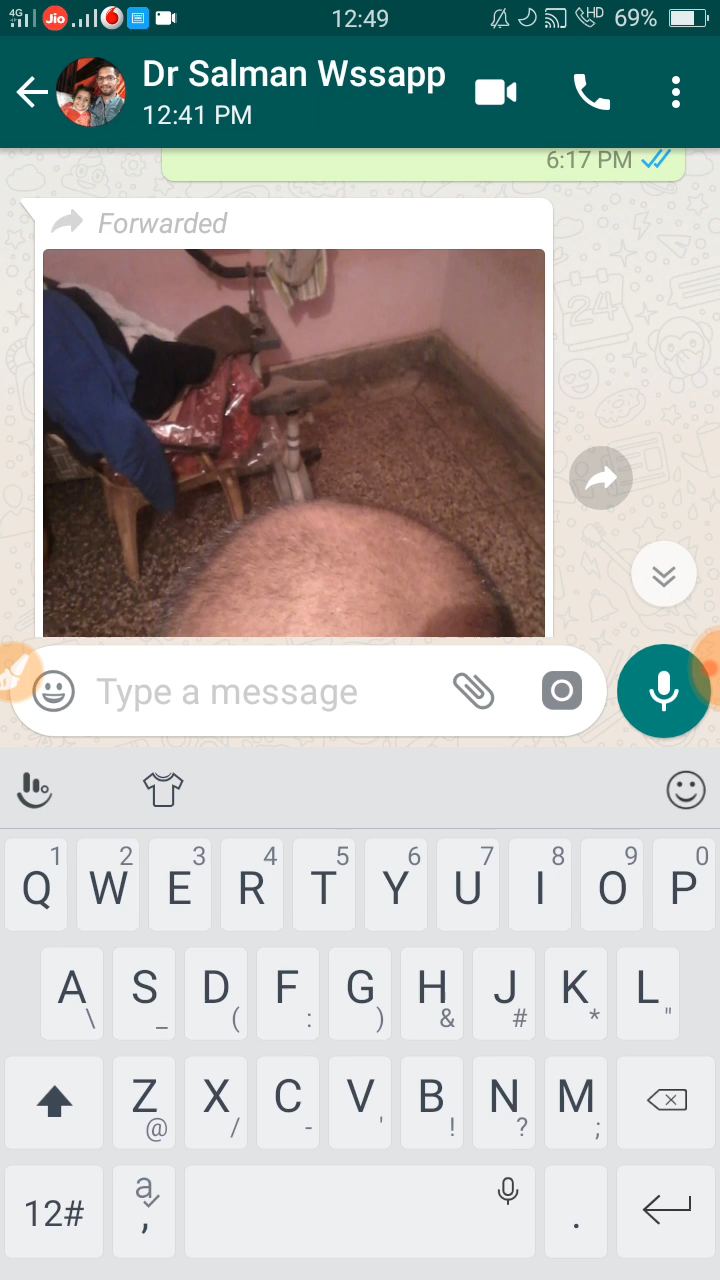 4G
Jio
12:49
HD
69%
Dr Salman Wssapp
12:41 PM
6:17 PM
Forwarded
24
Type a message
1 2 3 4 5 6 7 8 9 0
Q W E R T Y U I O P
A S D F G H J K L
\ _ ( : ) & # * "
Z X C V B N M
@ / - ' ! ? ;
12# a , .